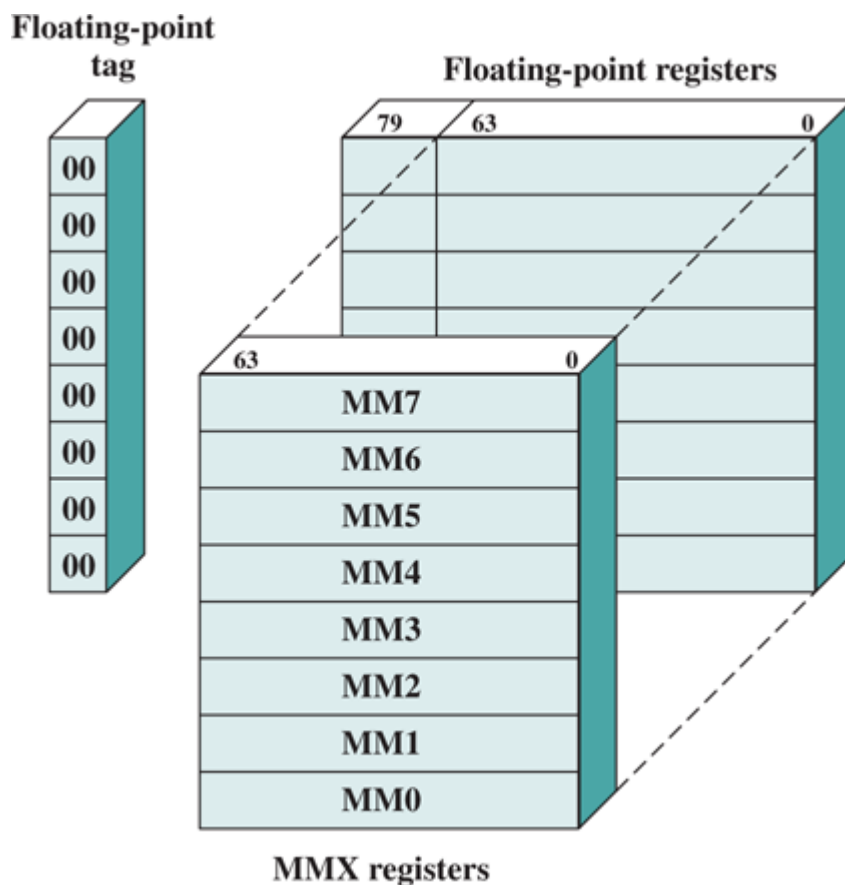 Floating-point
tag
Floating-point registers
79 63 0
00
00
00
00
00
00
00
00
63 0
MM7
MM6
MM5
MM4
MM3
MM2
MM1
MM0
MMX registers